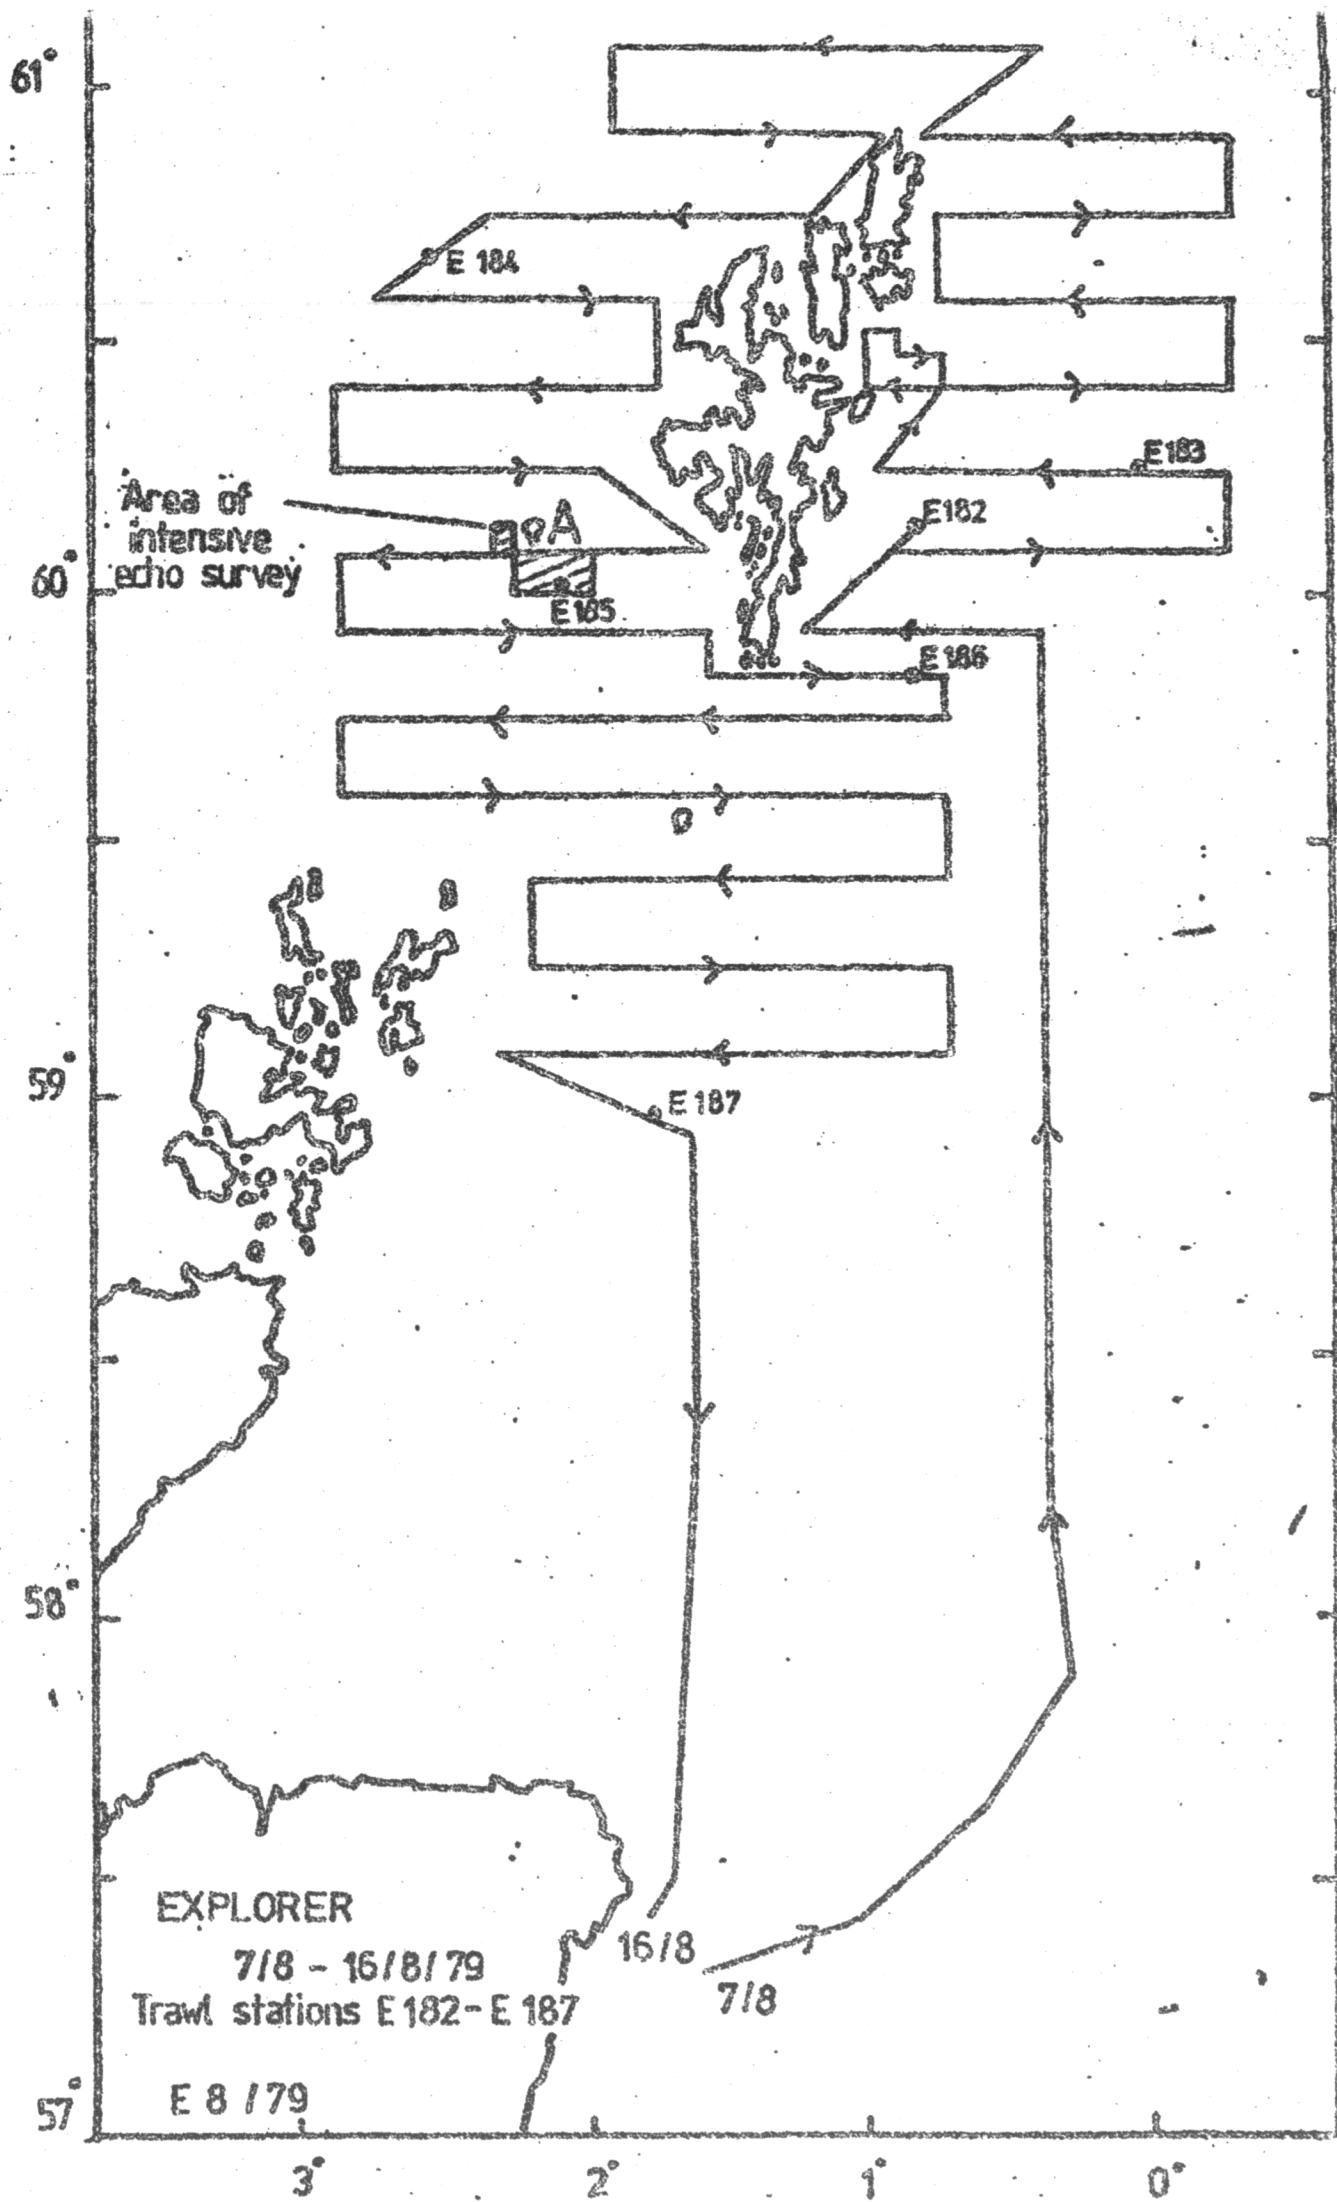 61°
E 184
E183
Area of
intensive
echo survey
A
E182
60°
E185
E186
59°
E187
58°
EXPLORER
7/8 - 16/8/79
Trawl stations E182-E187
E 8 / 79
16/8
7/8
57°
3°
2°
1°
0°